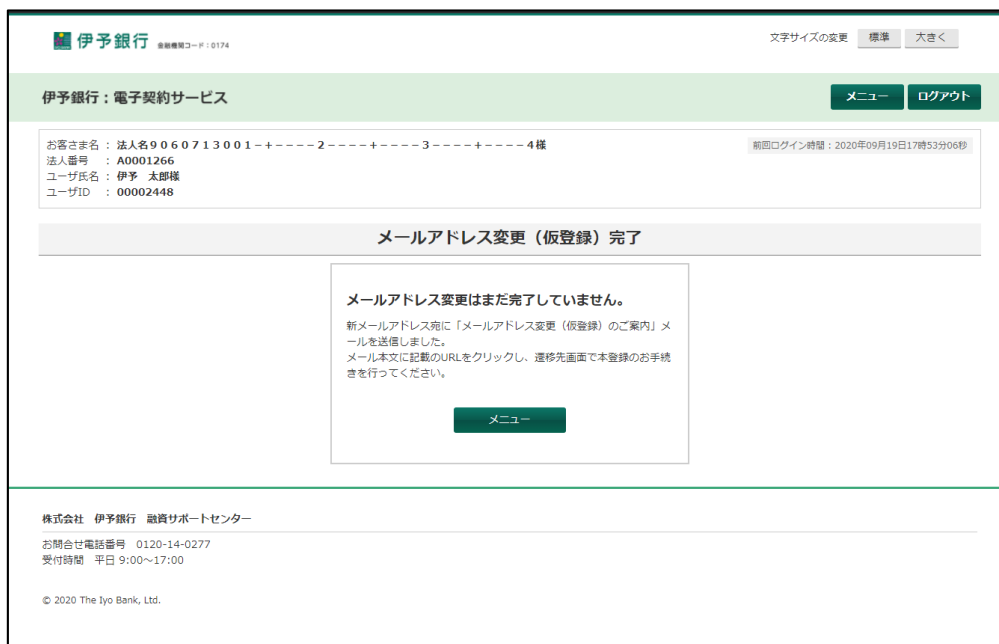 伊予銀行 金融機関コード:0174
文字サイズの変更 標準 大きく
伊予銀行:電子契約サービス
メニュー ログアウト
お客さま名 : 法人名9060713001-+----2----+----3----+----4様
前回ログイン時間:2020年09月19日17時53分06秒
法人番号 : A0001266
ユーザ氏名 : 伊予 太郎様
ユーザID : 00002448
メールアドレス変更(仮登録)完了
メールアドレス変更はまだ完了していません。
新メールアドレス宛に「メールアドレス変更(仮登録)のご案内」メ
ールを送信しました。
メール本文に記載のURLをクリックし、遷移先画面で本登録のお手続
きを行ってください。
メニュー
株式会社 伊予銀行 融資サポートセンター
お問合せ電話番号 0120-14-0277
受付時間 平日 9:00~17:00
© 2020 The Iyo Bank, Ltd.